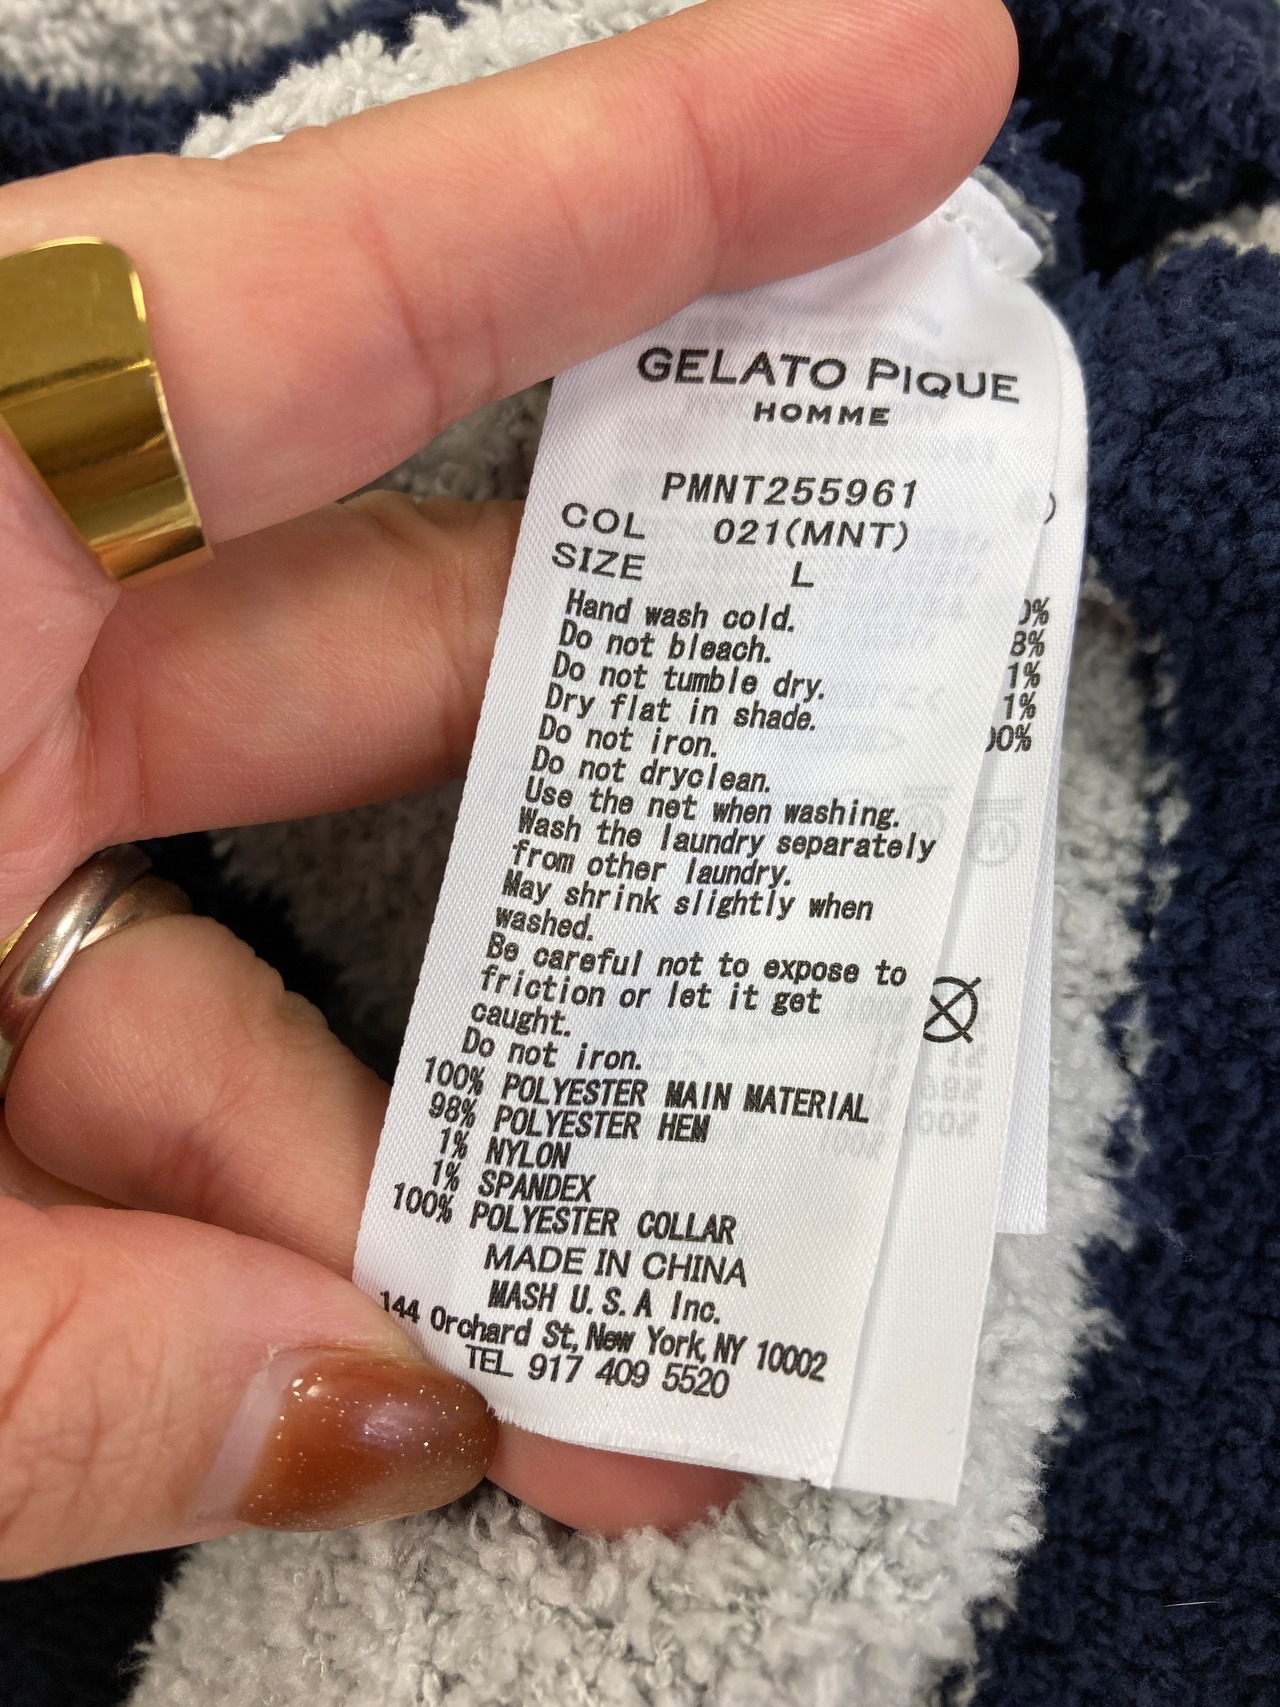 GELATO PIQUE
HOMME
PMNT255961
COL 021(MNT)
SIZE L
Hand wash cold.
Do not bleach.
Do not tumble dry.
Dry flat in shade.
Do not iron.
Do not dryclean.
Use the net when washing.
Wash the laundry separately
from other laundry.
May shrink slightly when
washed.
Be careful not to expose to
friction or let it get
caught.
Do not iron.
100% POLYESTER MAIN MATERIAL
98% POLYESTER HEM
1% NYLON
1% SPANDEX
100% POLYESTER COLLAR
MADE IN CHINA
MASH U.S.A Inc.
144 Orchard St, New York, NY 10002
TEL 917 409 5520
8%
1%
1%